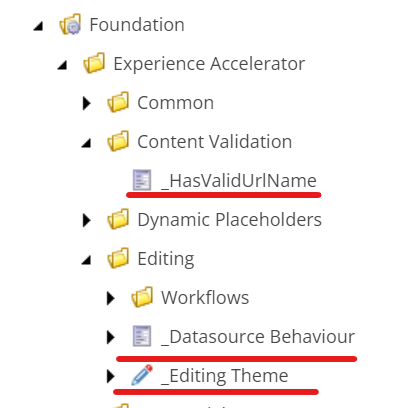 Foundation
Experience Accelerator
Common
Content Validation
_HasValidUrlName
Dynamic Placeholders
Editing
Workflows
_Datasource Behaviour
_Editing Theme